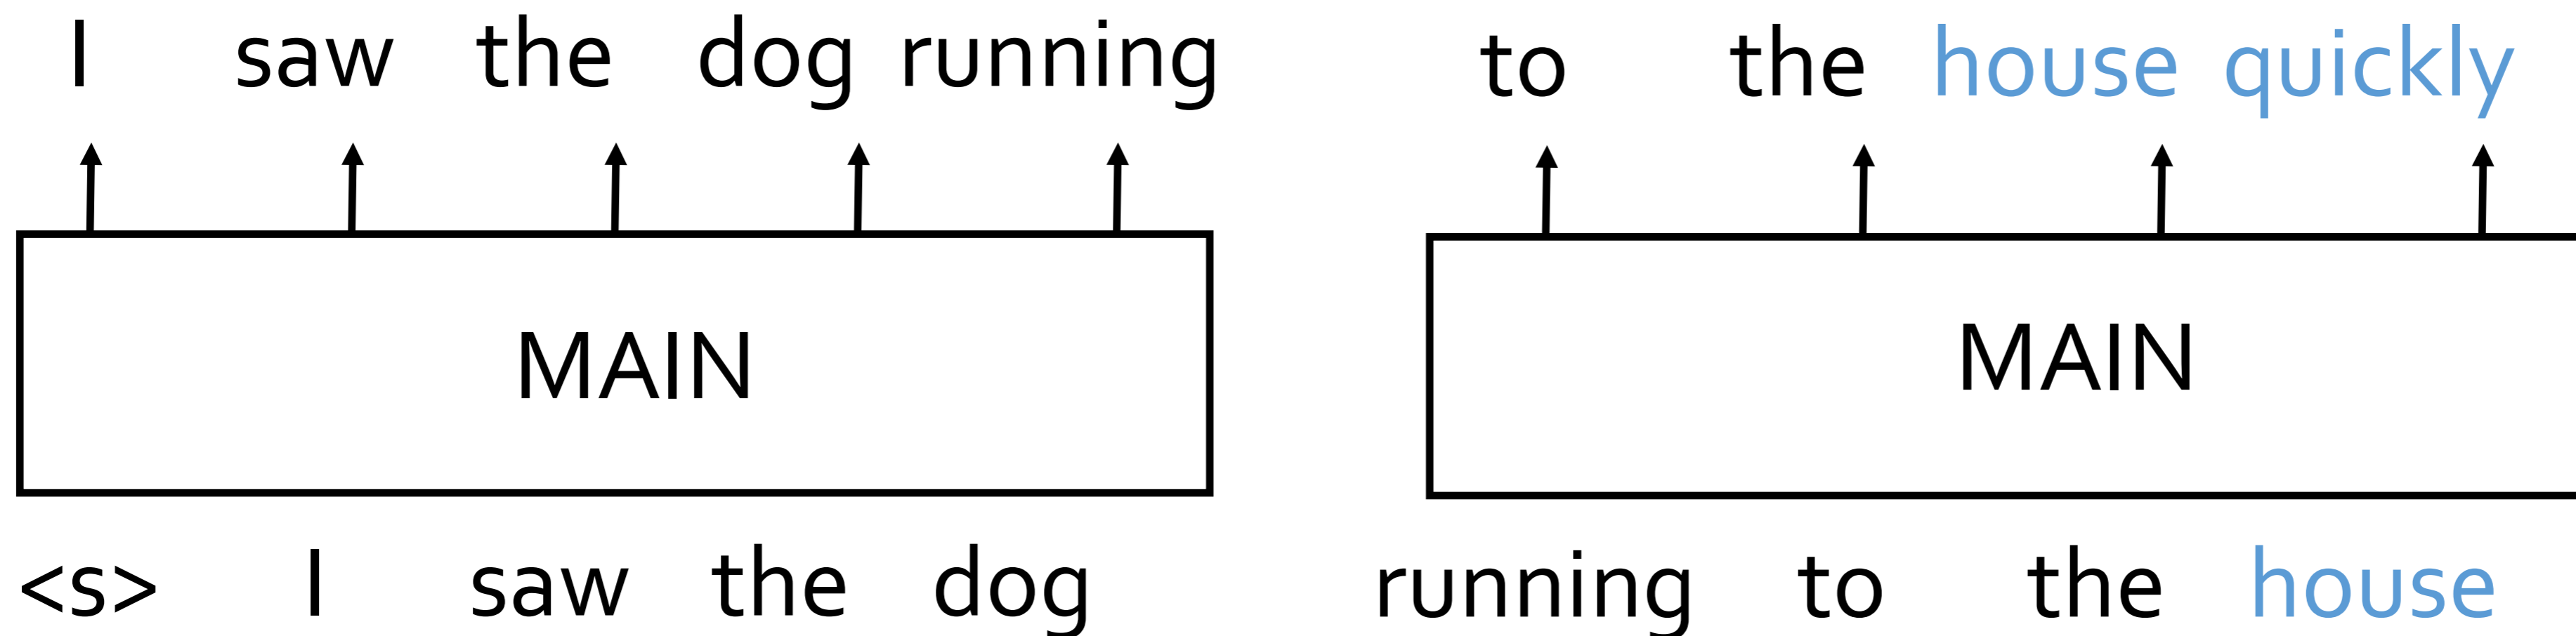 I saw the dog running to the house quickly
MAIN MAIN
<s> I saw the dog running to the house